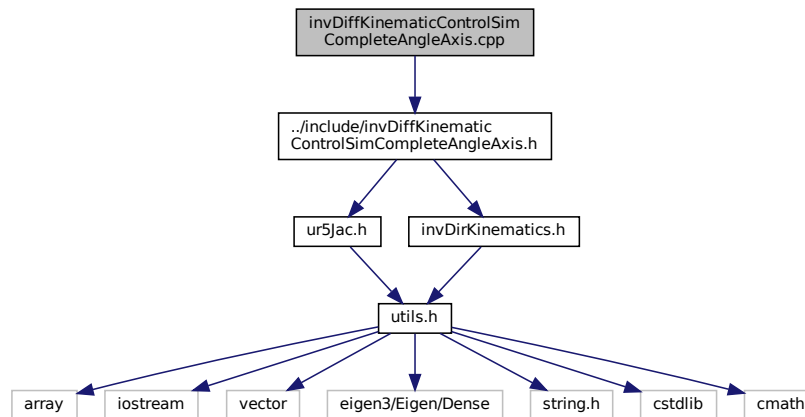 invDiffKinematicControlSim
CompleteAngleAxis.cpp
../include/invDiffKinematic
ControlSimCompleteAngleAxis.h
ur5Jac.h
invDirKinematics.h
utils.h
array
iostream
vector
eigen3/Eigen/Dense
string.h
cstdlib
cmath